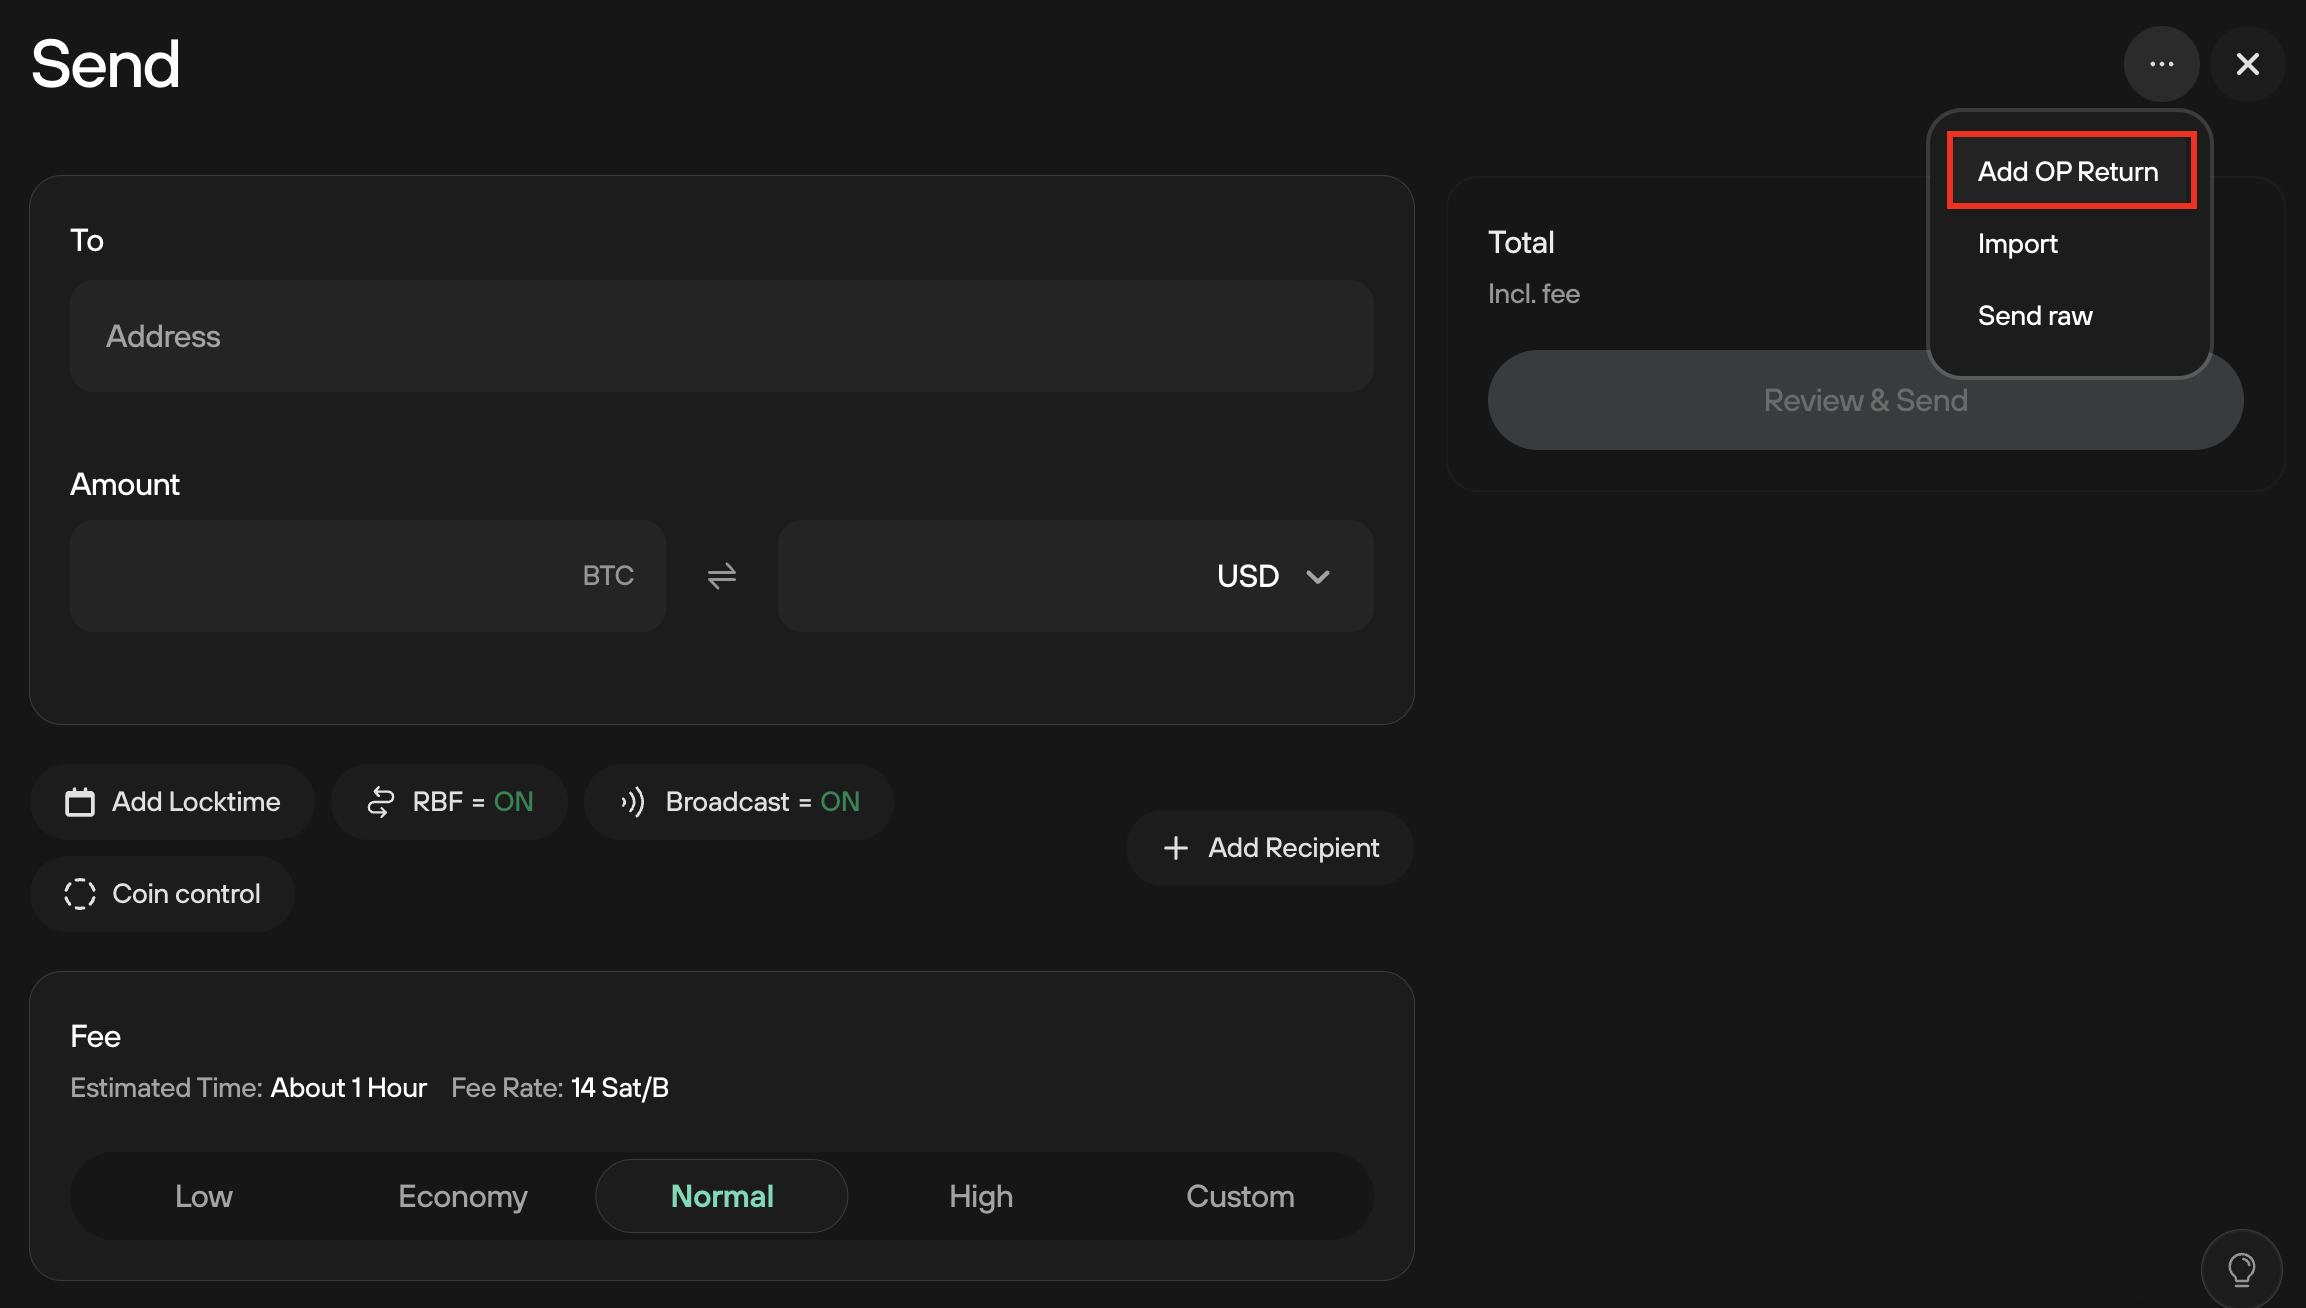 Send
Add OP Return
Import
Send raw
To
Address
Amount
BTC
USD
Total
Incl. fee
Review & Send
Add Locktime
RBF = ON
Broadcast = ON
Coin control
Add Recipient
Fee
Estimated Time: About 1 Hour Fee Rate: 14 Sat/B
Low Economy Normal High Custom